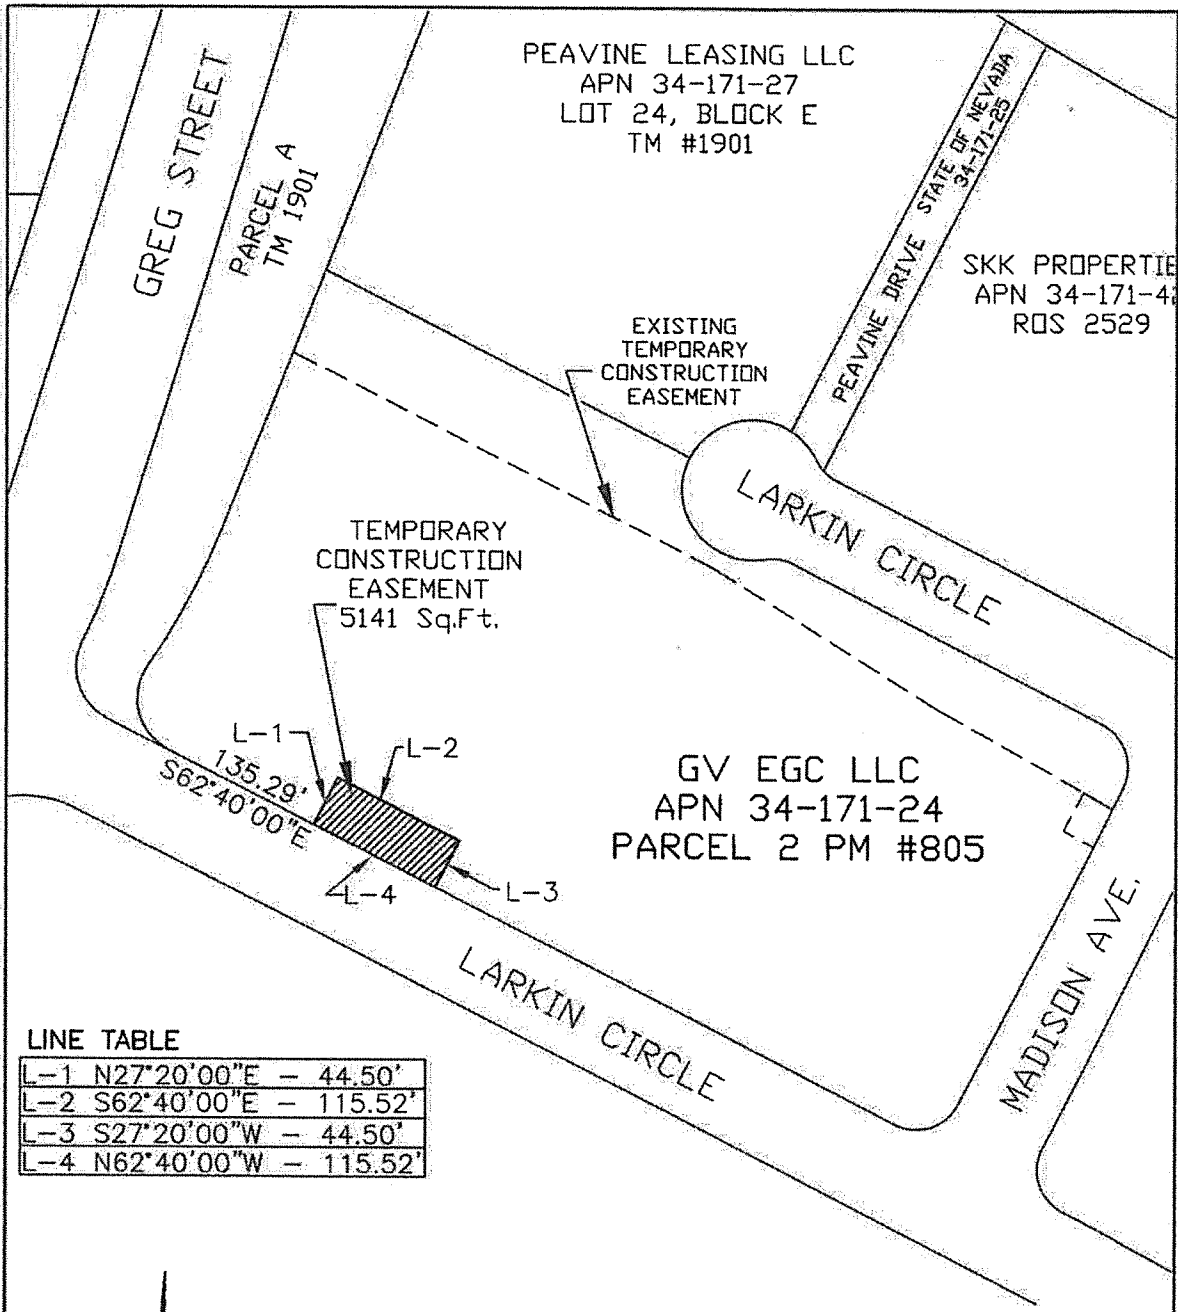 PEAVINE LEASING LLC
APN 34-171-27
LOT 24, BLOCK E
TM #1901
GREG STREET
PARCEL A
TM 1901
PEAVINE DRIVE STATE OF NEVADA
34-171-25
SKK PROPERTIE
APN 34-171-42
ROS 2529
EXISTING
TEMPORARY
CONSTRUCTION
EASEMENT
LARKIN CIRCLE
TEMPORARY
CONSTRUCTION
EASEMENT
5141 Sq.Ft.
L-1
L-2
135.29'
S62°40'00"E
L-4
L-3
GV EGC LLC
APN 34-171-24
PARCEL 2 PM #805
LARKIN CIRCLE
MADISON AVE.
LINE TABLE
L-1 N27°20'00"E - 44.50'
L-2 S62°40'00"E - 115.52'
L-3 S27°20'00"W - 44.50'
L-4 N62°40'00"W - 115.52'